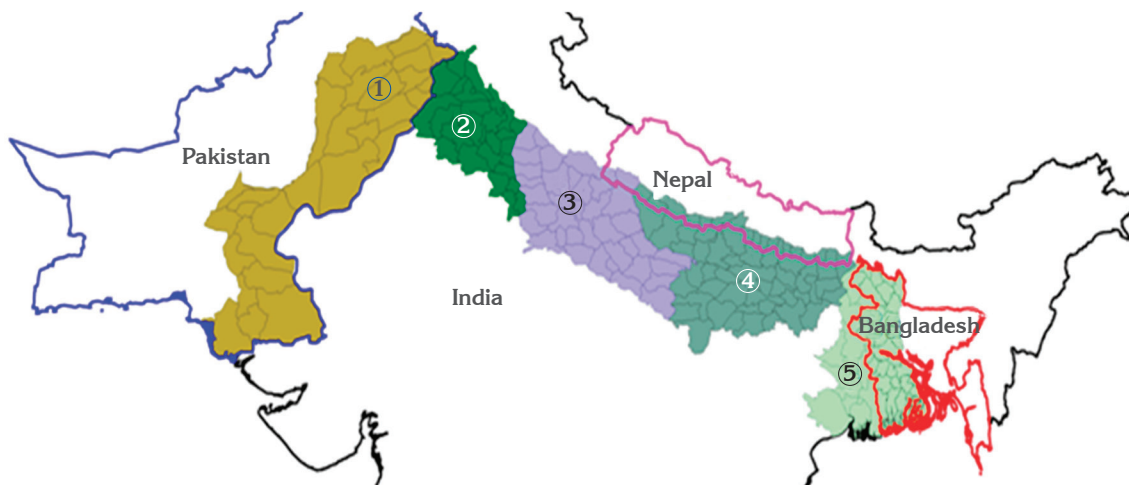 ①
②
Pakistan
Nepal
③
④
India
Bangladesh
⑤